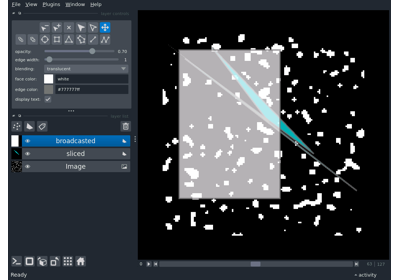 File View Plugins Window Help
opacity:
0.70
edge width:
1
blending:
translucent
face color:
white
edge color:
#777777ff
display text:
broadcasted
sliced
Image
Ready
activity